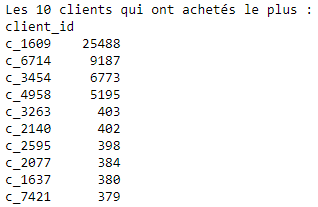 Les 10 clients qui ont achetés le plus :
client_id
c_1609    25488
c_6714     9187
c_3454     6773
c_4958     5195
c_3263      403
c_2140      402
c_2595      398
c_2077      384
c_1637      380
c_7421      379